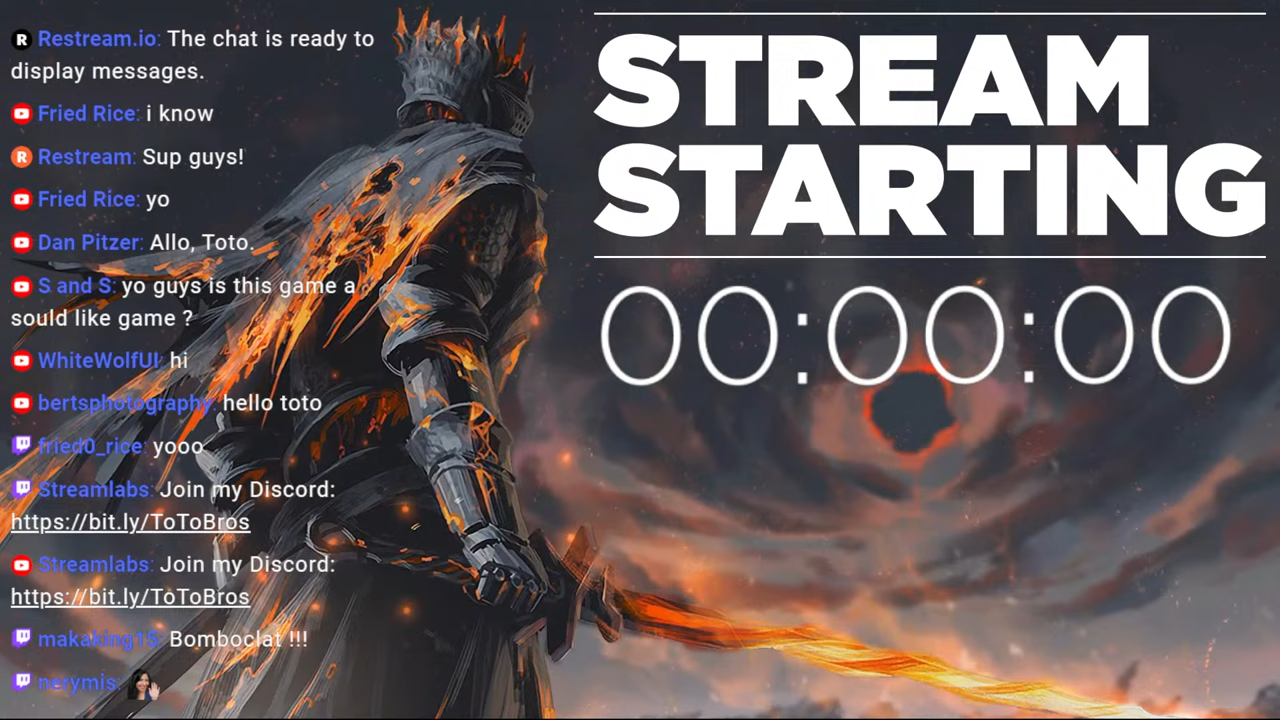 Restream.io: The chat is ready to
display messages.
Fried Rice: i know
Restream: Sup guys!
Fried Rice: yo
Dan Pitzer: Allo, Toto.
S and S: yo guys is this game a
sould like game ?
WhiteWolfUI: hi
bertsphotography: hello toto
fried0_rice: yooo
Streamlabs: Join my Discord:
https://bit.ly/ToToBros
Streamlabs: Join my Discord:
https://bit.ly/ToToBros
makaking15: Bomboclat !!!
nerymis:
STREAM
STARTING
00:00:00